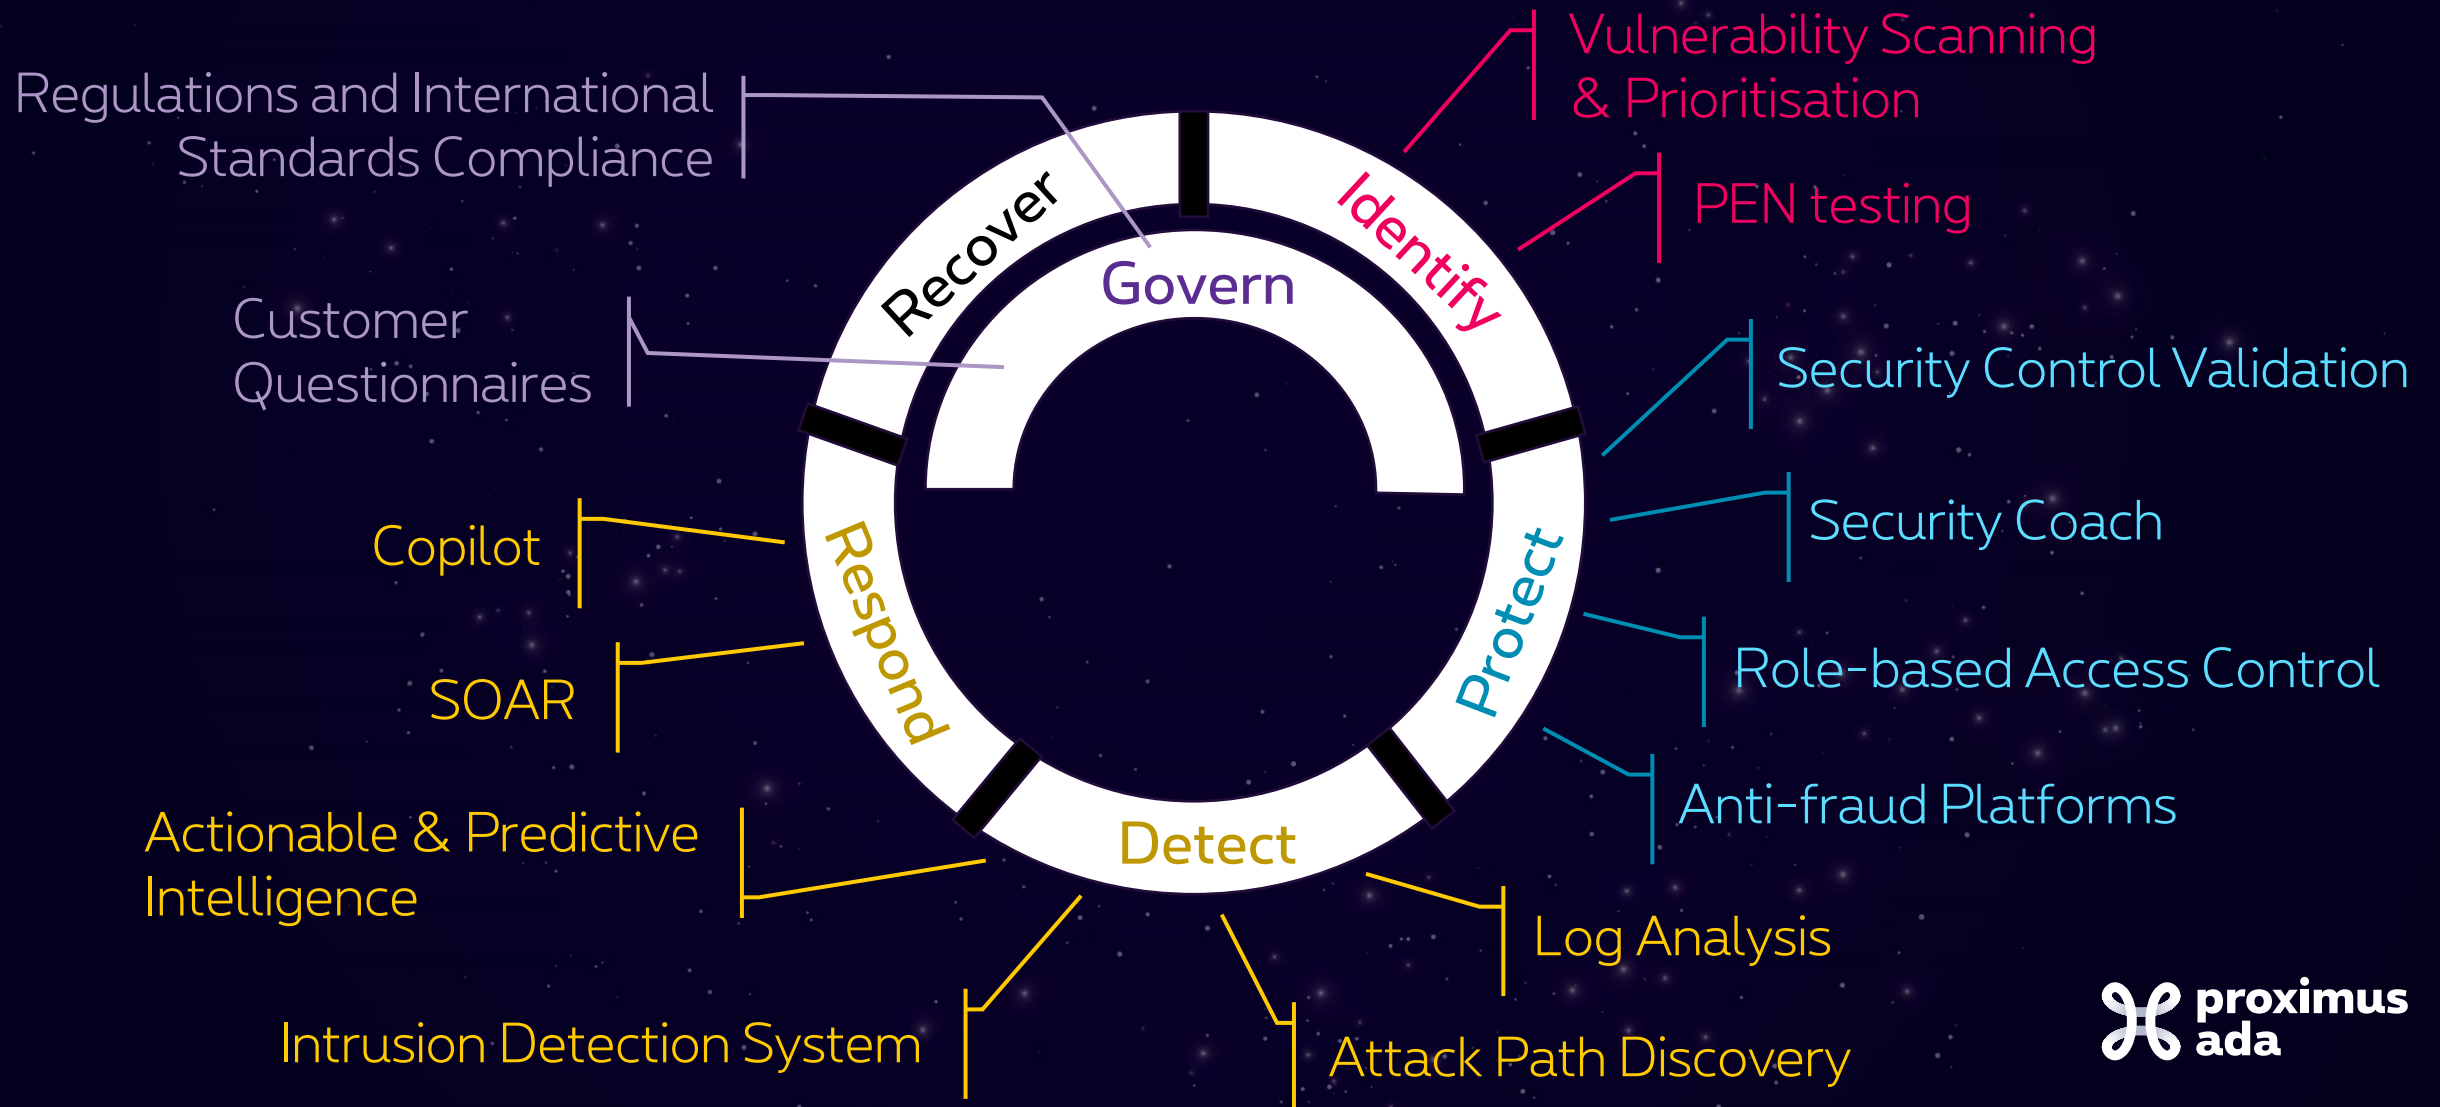 Regulations and International
Standards Compliance
Customer
Questionnaires
Copilot
SOAR
Actionable & Predictive
Intelligence
Intrusion Detection System
Recover
Govern
Identify
Respond
Protect
Detect
Vulnerability Scanning
& Prioritisation
PEN testing
Security Control Validation
Security Coach
Role-based Access Control
Anti-fraud Platforms
Log Analysis
Attack Path Discovery
proximus
ada